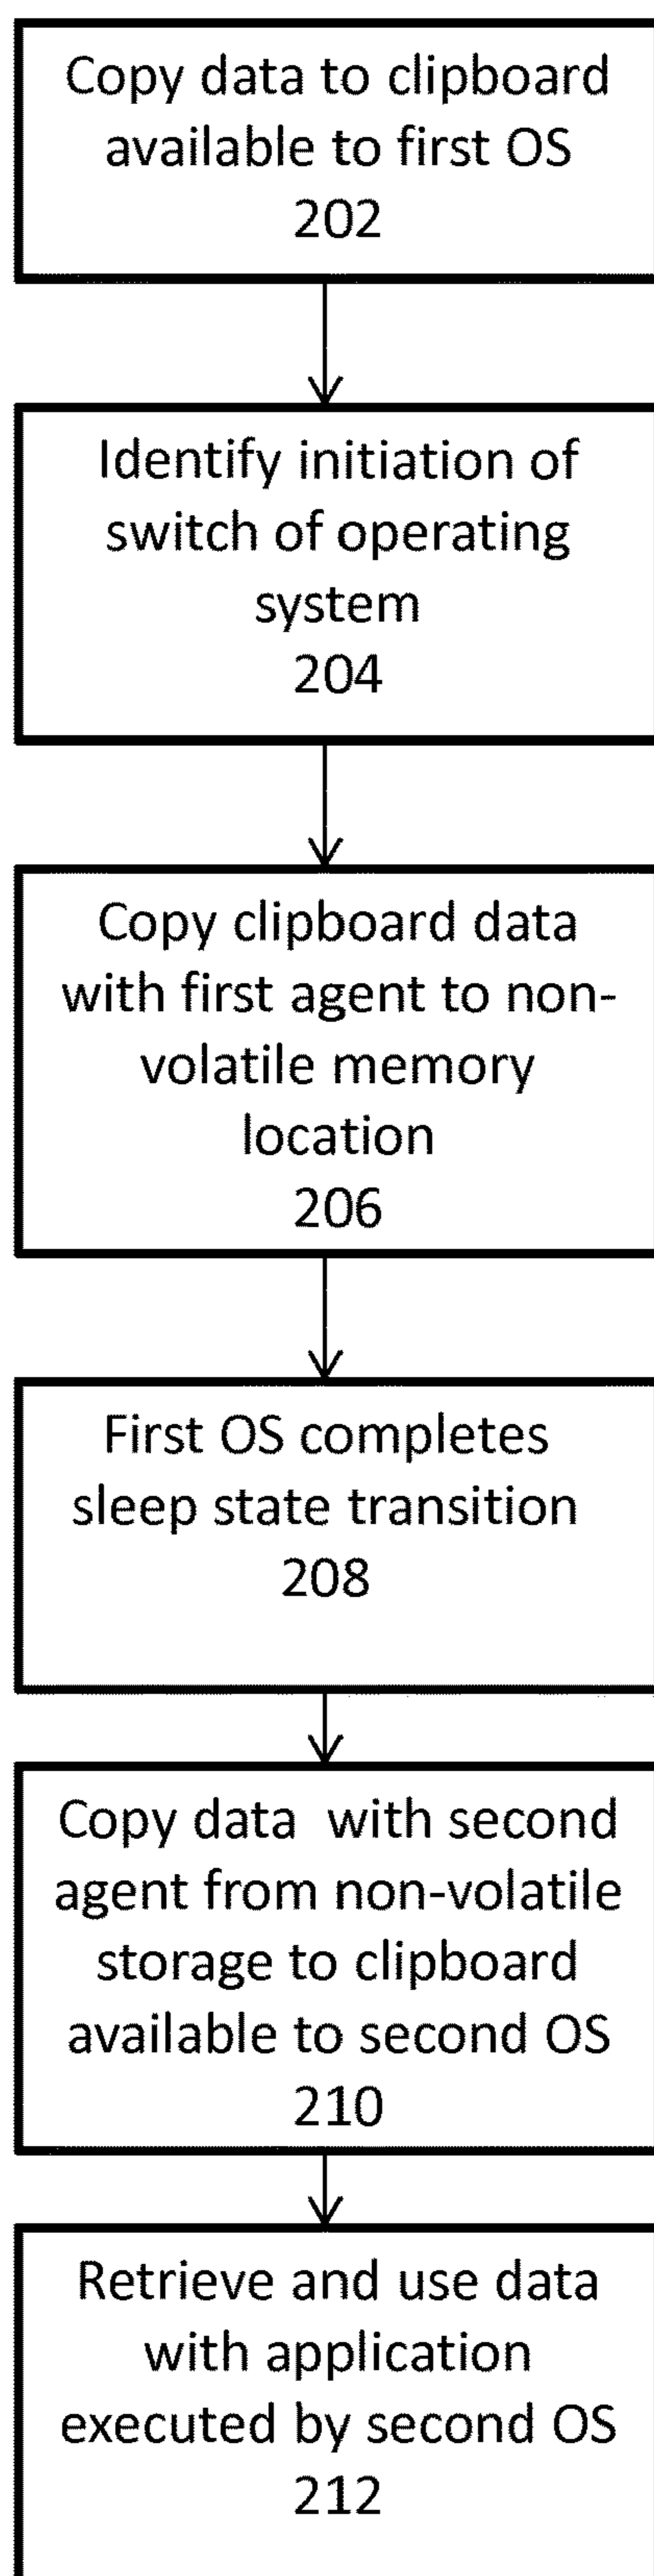 Copy data to clipboard
available to first OS
202
Identify initiation of
switch of operating
system
204
Copy clipboard data
with first agent to non-
volatile memory
location
206
First OS completes
sleep state transition
208
Copy data  with second
agent from non-volatile
storage to clipboard
available to second OS
210
Retrieve and use data
with application
executed by second OS
212